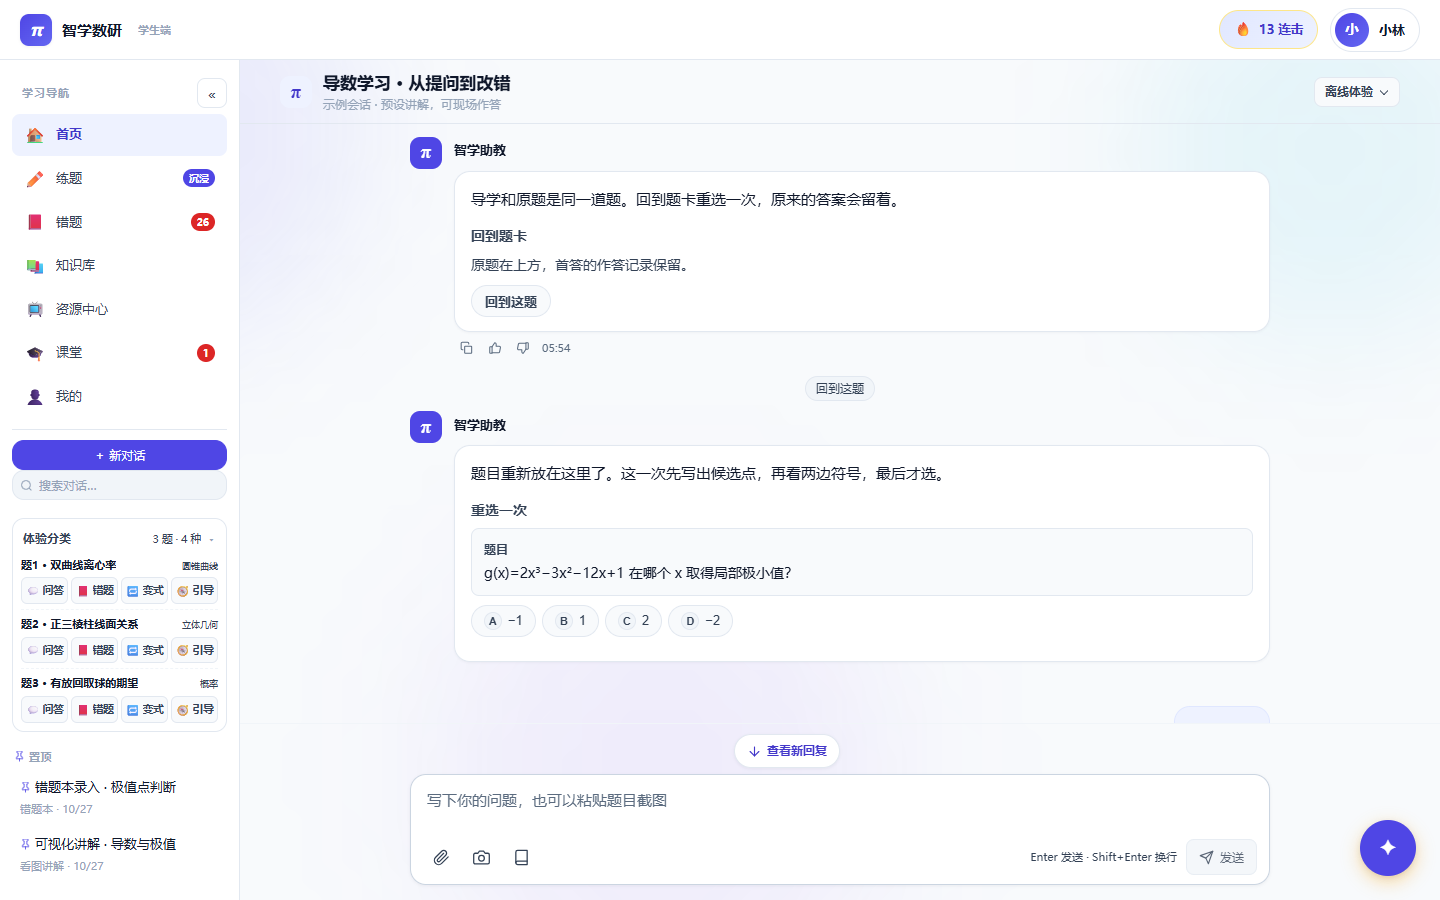 π 智学数研 学生端
13 连击
小 小林
学习导航 «
首页
练题 沉浸
错题 26
知识库
资源中心
课堂 1
我的
+ 新对话
搜索对话...
体验分类 3 题 · 4 种
题1 • 双曲线离心率 圆锥曲线
问答 错题 变式 引导
题2 • 正三棱柱线面关系 立体几何
问答 错题 变式 引导
题3 • 有放回取球的期望 概率
问答 错题 变式 引导
置顶
错题本录入 · 极值点判断
错题本 · 10/27
可视化讲解 · 导数与极值
看图讲解 · 10/27
π 导数学习 • 从提问到改错
示例会话 · 预设讲解，可现场作答
离线体验
π 智学助教
导学和原题是同一道题。回到题卡重选一次，原来的答案会留着。
回到题卡
原题在上方，首答的作答记录保留。
回到这题
05:54
回到这题
π 智学助教
题目重新放在这里了。这一次先写出候选点，再看两边符号，最后才选。
重选一次
题目
g(x)=2x³−3x²−12x+1 在哪个 x 取得局部极小值?
A −1 B 1 C 2 D −2
查看新回复
写下你的问题，也可以粘贴题目截图
Enter 发送 · Shift+Enter 换行 发送